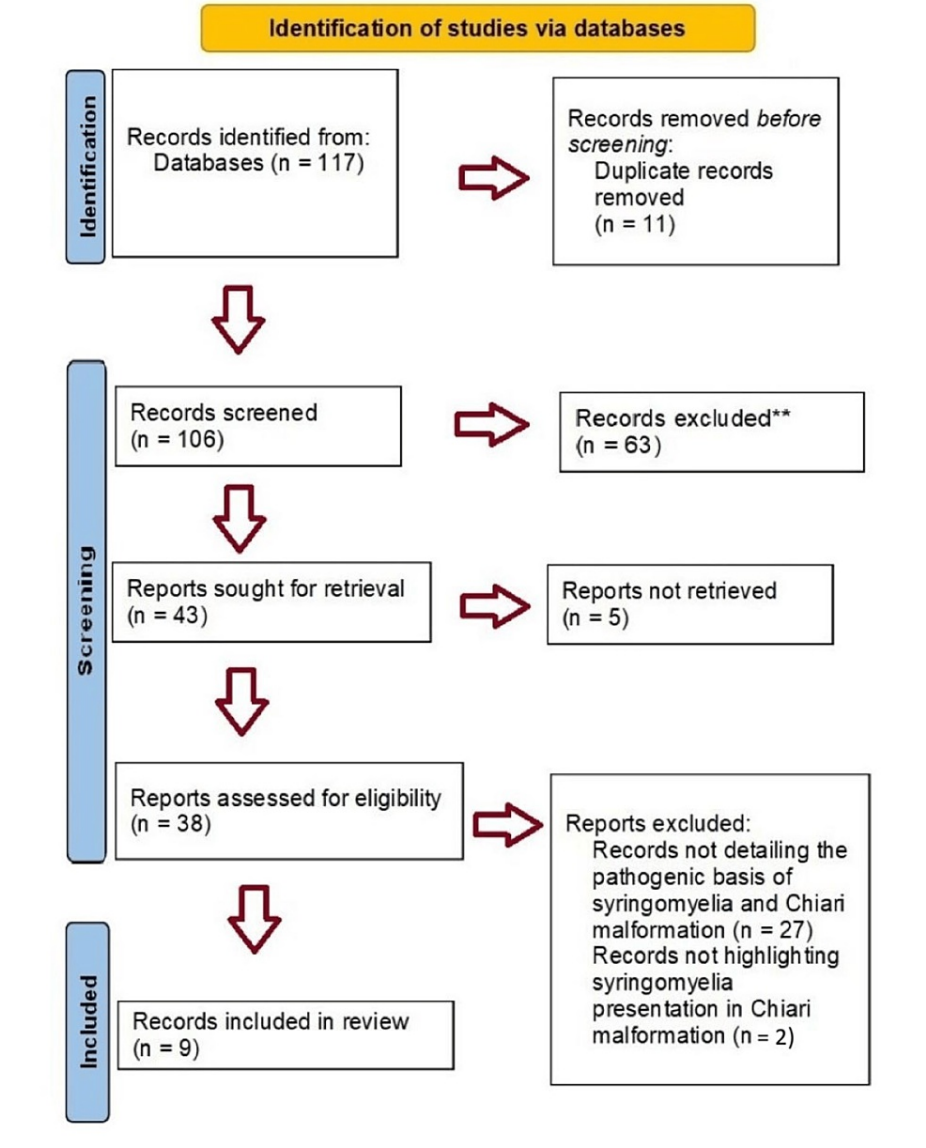 Identification of studies via databases
Identification
Records identified from:
Databases (n = 117)
Records removed before
screening:
Duplicate records
removed
(n = 11)
Screening
Records screened
(n = 106)
Records excluded**
(n = 63)
Reports sought for retrieval
(n = 43)
Reports not retrieved
(n = 5)
Reports assessed for eligibility
(n = 38)
Reports excluded:
Records not detailing the
pathogenic basis of
syringomyelia and Chiari
malformation (n = 27)
Records not highlighting
syringomyelia
presentation in Chiari
malformation (n = 2)
Included
Records included in review
(n = 9)